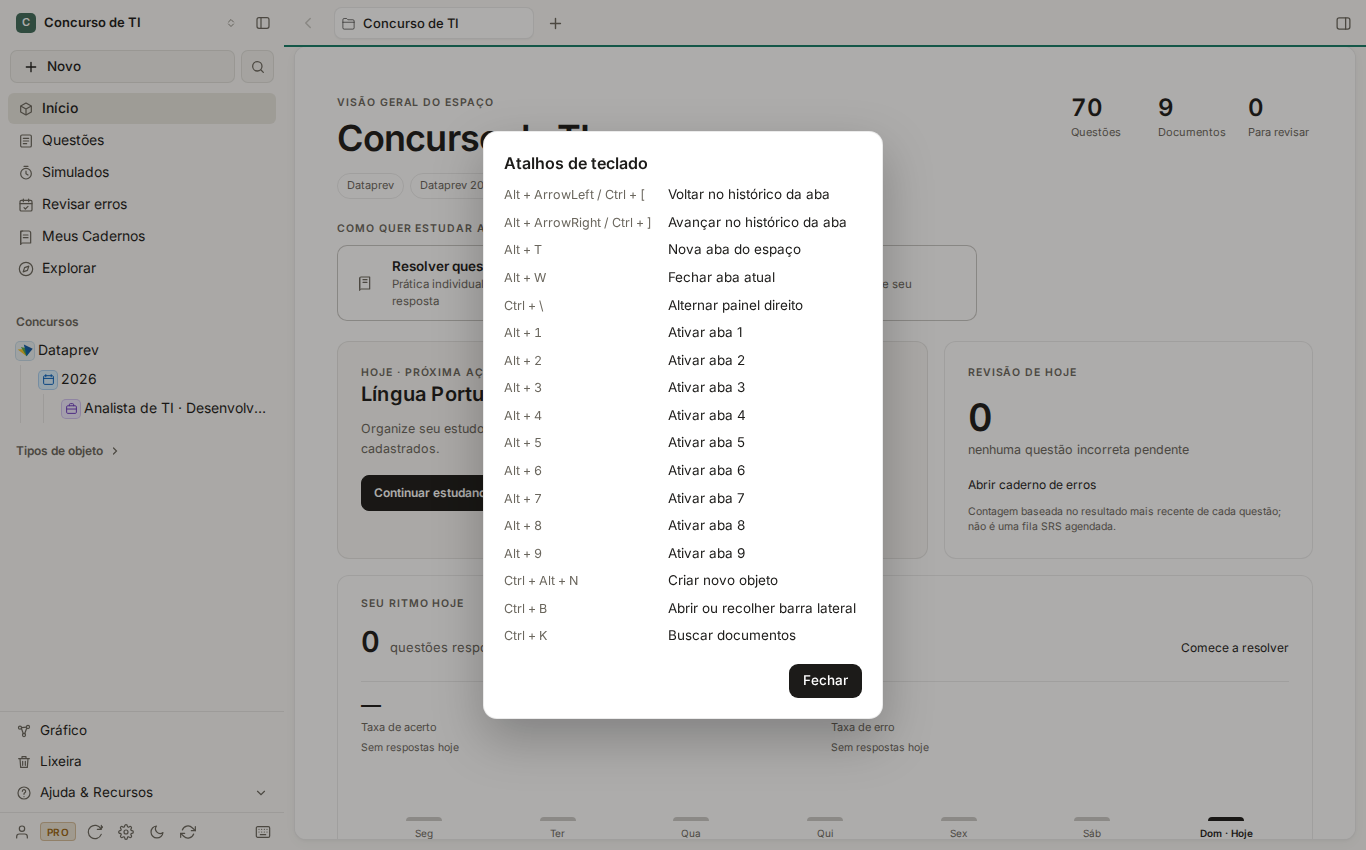 C Concurso de TI
Concurso de TI
Novo
Início
Questões
Simulados
Revisar erros
Meus Cadernos
Explorar
Concursos
Dataprev
2026
Analista de TI · Desenvolv...
Tipos de objeto
Gráfico
Lixeira
Ajuda & Recursos
PRO
VISÃO GERAL DO ESPAÇO
Concurso
70
Questões
9
Documentos
0
Para revisar
Dataprev
Dataprev 20
COMO QUER ESTUDAR
Resolver ques
Prática individual
resposta
e seu
HOJE · PRÓXIMA AÇ
Língua Portu
Organize seu estudo
cadastrados.
Continuar estudand
REVISÃO DE HOJE
0
nenhuma questão incorreta pendente
Abrir caderno de erros
Contagem baseada no resultado mais recente de cada questão;
não é uma fila SRS agendada.
SEU RITMO HOJE
0 questões resp
Comece a resolver
—
Taxa de acerto
Sem respostas hoje
Taxa de erro
Sem respostas hoje
Seg
Ter
Qua
Qui
Sex
Sáb
Dom · Hoje
Atalhos de teclado
Alt + ArrowLeft / Ctrl + [ Voltar no histórico da aba
Alt + ArrowRight / Ctrl + ] Avançar no histórico da aba
Alt + T Nova aba do espaço
Alt + W Fechar aba atual
Ctrl + \ Alternar painel direito
Alt + 1 Ativar aba 1
Alt + 2 Ativar aba 2
Alt + 3 Ativar aba 3
Alt + 4 Ativar aba 4
Alt + 5 Ativar aba 5
Alt + 6 Ativar aba 6
Alt + 7 Ativar aba 7
Alt + 8 Ativar aba 8
Alt + 9 Ativar aba 9
Ctrl + Alt + N Criar novo objeto
Ctrl + B Abrir ou recolher barra lateral
Ctrl + K Buscar documentos
Fechar